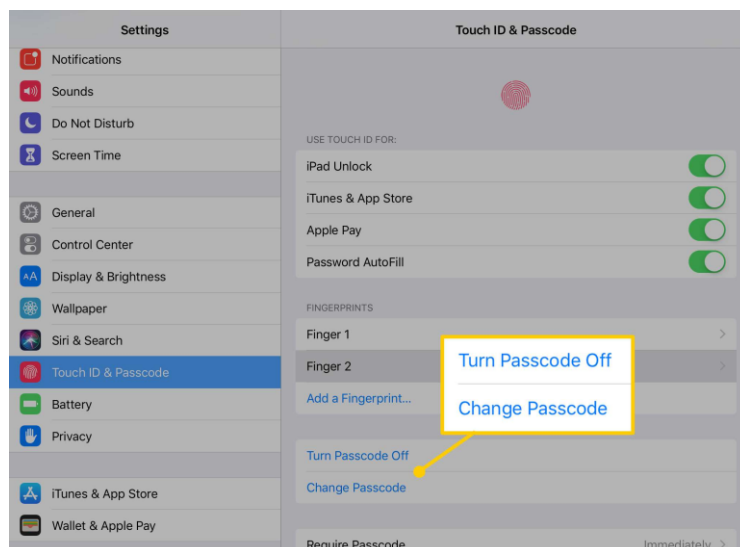 Settings
Notifications
Sounds
Do Not Disturb
Screen Time
General
Control Center
AA Display & Brightness
Wallpaper
Siri & Search
Touch ID & Passcode
Battery
Privacy
iTunes & App Store
Wallet & Apple Pay
Touch ID & Passcode
USE TOUCH ID FOR:
iPad Unlock
iTunes & App Store
Apple Pay
Password AutoFill
FINGERPRINTS
Finger 1
Finger 2
Add a Fingerprint...
Turn Passcode Off
Change Passcode
Turn Passcode Off
Change Passcode
Require Passcode Immediately